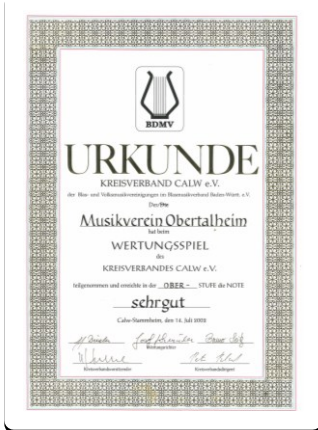 BDMV
URKUNDE
KREISVERBAND CALW e.V.
der Blas- und Volksmusikvereinigungen im Blasmusikverband Baden-Württ. e.V.
Musikverein Obertalheim
hat beim
WERTUNGSSPIEL
des
KREISVERBANDES CALW e.V.
teilgenommen und erreichte in der OBER- STUFE die NOTE
sehr gut
Calw-Stammheim, den 14. Juli 2002
Wertungsrichter
Kreisverbandsvorsitzender
Kreisverbandsdirigent